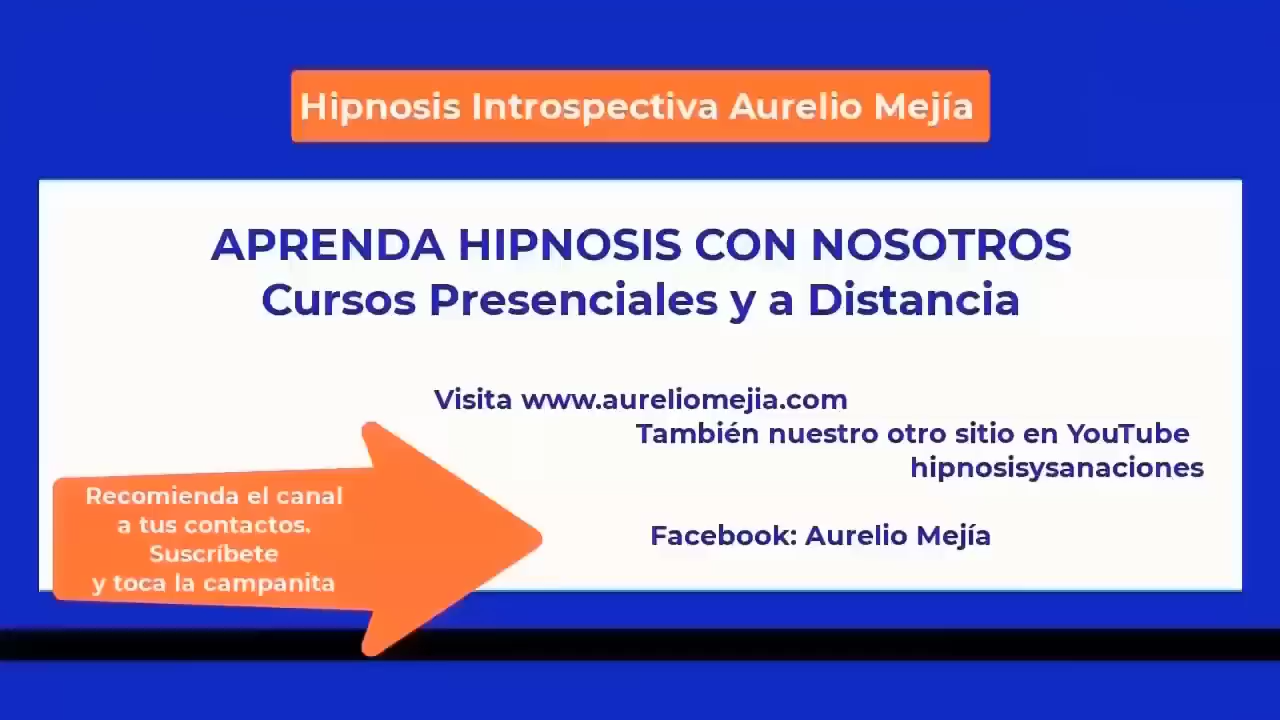 Hipnosis Introspectiva Aurelio Mejía
APRENDA HIPNOSIS CON NOSOTROS
Cursos Presenciales y a Distancia
Visita www.aureliomejia.com
También nuestro otro sitio en YouTube
hipnosisysanaciones
Facebook: Aurelio Mejía
Recomienda el canal
a tus contactos.
Suscríbete
y toca la campanita